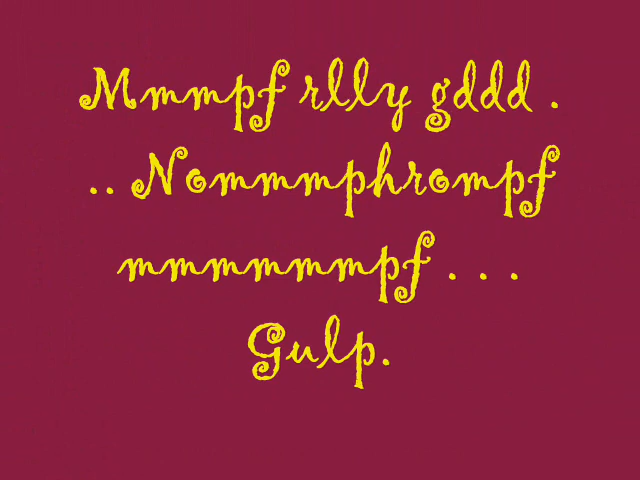 Mmmpf rlly gddd .
.. Nommmphrompf
mmmmmmpf . . .
Gulp.